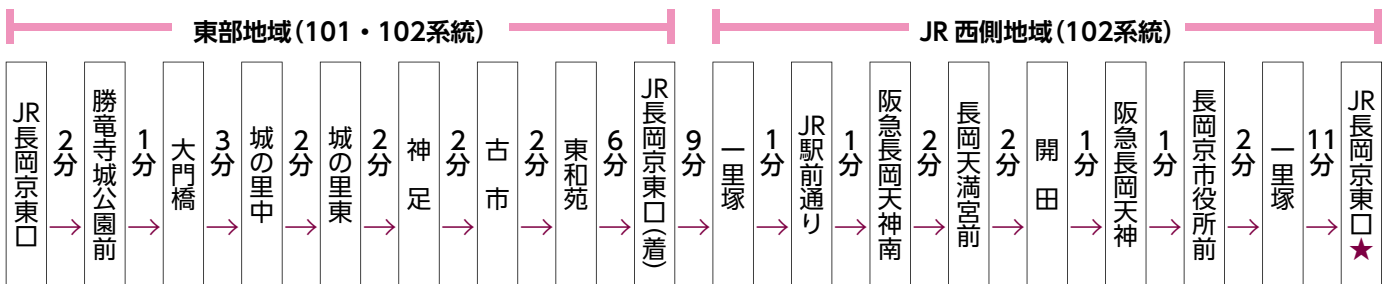 東部地域(101・102系統)
JR 西側地域(102系統)
JR長岡京東口
2分
→
勝竜寺城公園前
1分
→
大門橋
3分
→
城の里中
2分
→
城の里東
2分
→
神足
2分
→
古市
2分
→
東和苑
6分
→
JR長岡京東口(着)
9分
→
一里塚
1分
→
JR駅前通り
1分
→
阪急長岡天神南
2分
→
長岡天満宮前
2分
→
開田
1分
→
阪急長岡天神
1分
→
長岡京市役所前
2分
→
一里塚
11分
→
JR長岡京東口★